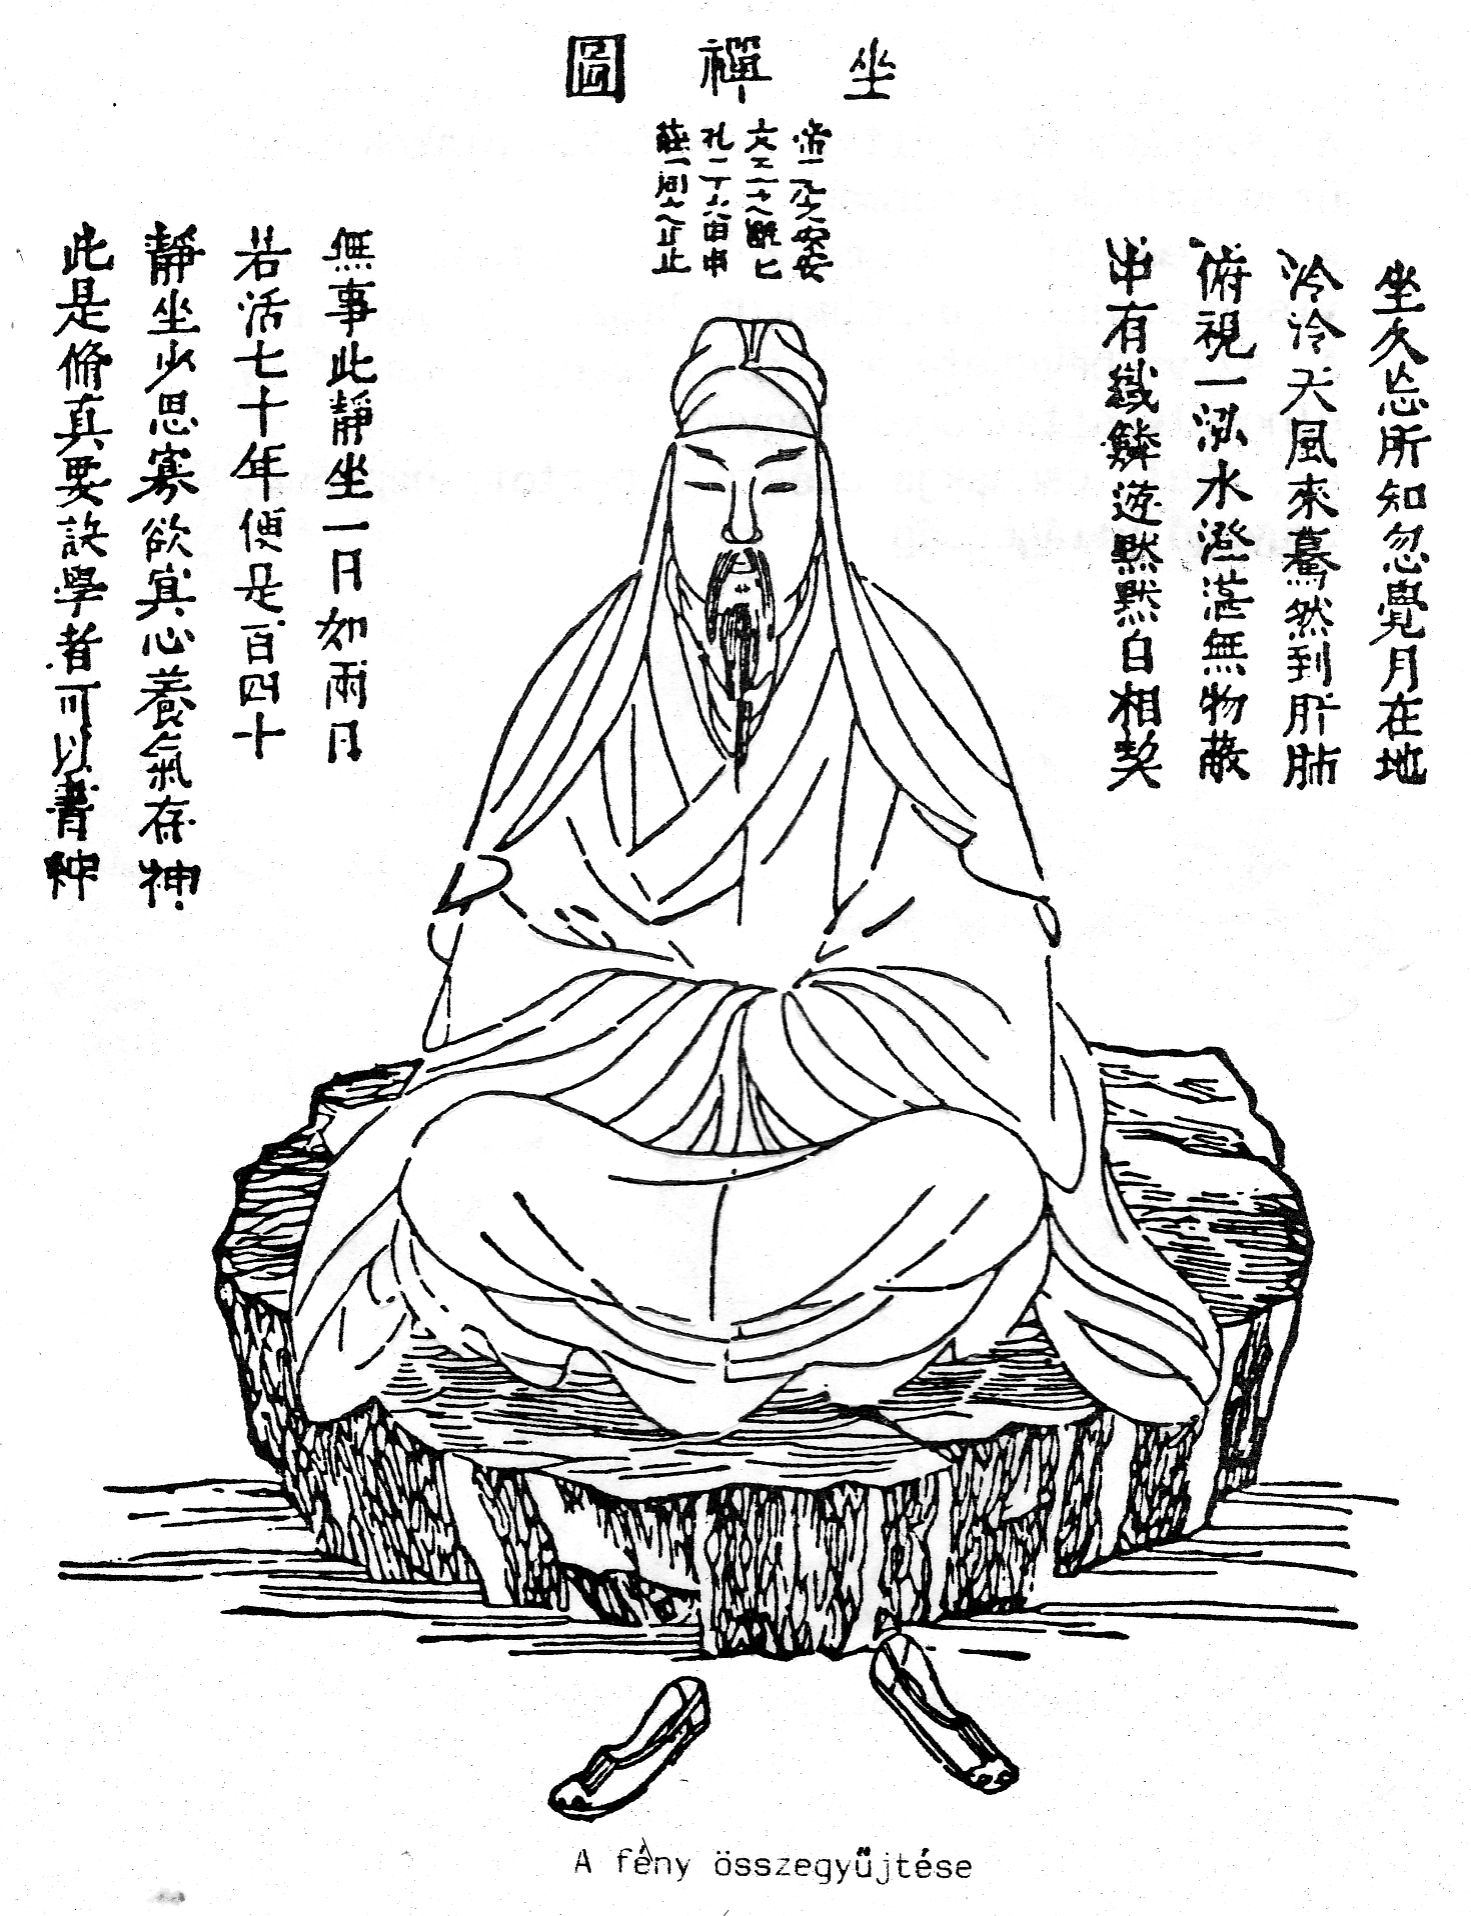 坐禪圖
坐久忘所知忽覺月在地
冷冷天風來驀然到肝肺
俯視一泓水澄湛無物蔽
中有纖鱗遊默默自相契
無事此靜坐一日如兩日
若活七十年便是百四十
靜坐少思寡欲冥心養氣存神
此是脩真要訣學者可以書紳
A fény összegyűjtése